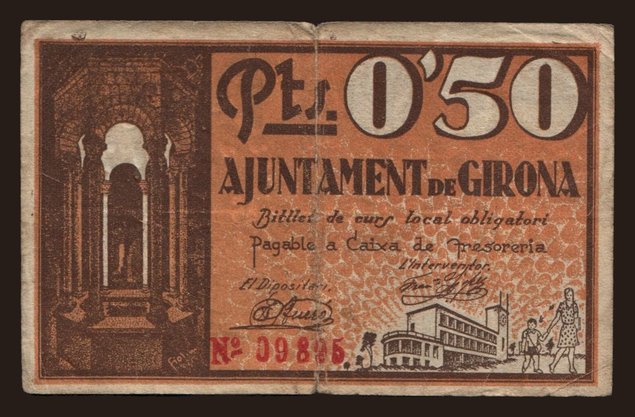 Pts. 0'50
AJUNTAMENT DE GIRONA
Bitllet de curs local obligatori
Pagable a Caixa de Tresoreria
L'Interventor,
El Dipositari,
Nº 09895